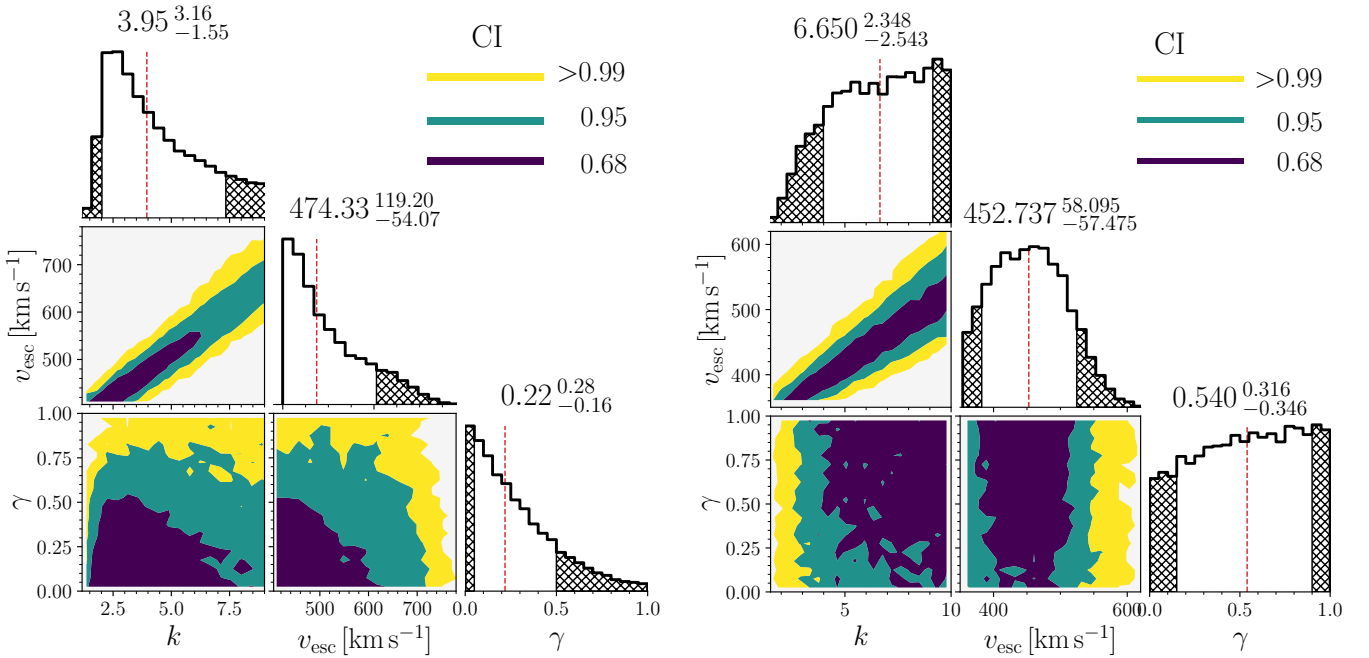 3.95 3.16 −1.55
CI
>0.99
0.95
0.68
474.33 119.20 −54.07
0.22 0.28 −0.16
v_esc [km s⁻¹]
700
600
500
γ
1.00
0.75
0.50
0.25
0.00
2.5 5.0 7.5
k
500 600 700
v_esc [km s⁻¹]
0.0 0.5 1.0
γ
6.650 2.348 −2.543
CI
>0.99
0.95
0.68
452.737 58.095 −57.475
0.540 0.316 −0.346
v_esc [km s⁻¹]
600
500
400
γ
1.00
0.75
0.50
0.25
0.00
5 10
k
400 600
v_esc [km s⁻¹]
0.0 0.5 1.0
γ